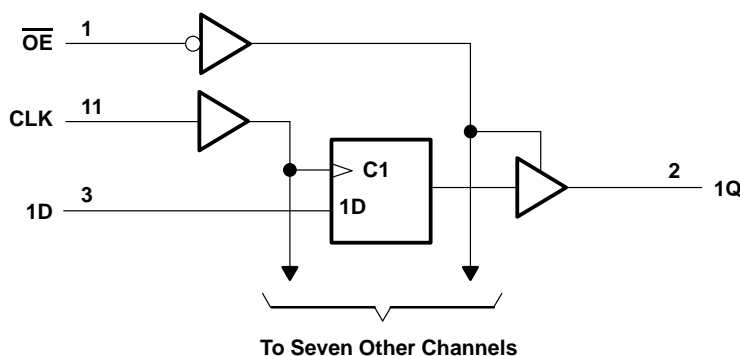 OE 1
CLK 11
C1
2
1Q
1D 3
1D
To Seven Other Channels